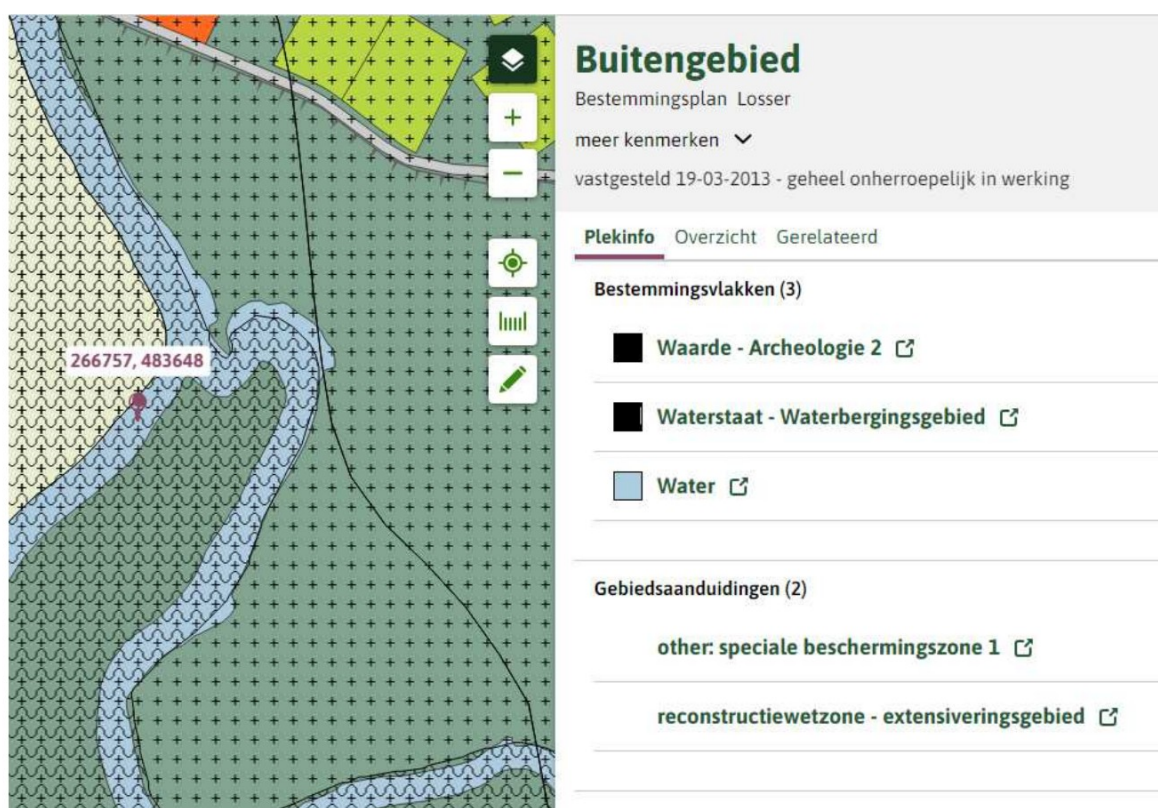 266757, 483648
Buitengebied
Bestemmingsplan Losser
meer kenmerken
vastgesteld 19-03-2013 - geheel onherroepelijk in werking
Plekinfo Overzicht Gerelateerd
Bestemmingsvlakken (3)
Waarde - Archeologie 2
Waterstaat - Waterbergingsgebied
Water
Gebiedsaanduidingen (2)
other: speciale beschermingszone 1
reconstructiewetzone - extensiveringsgebied